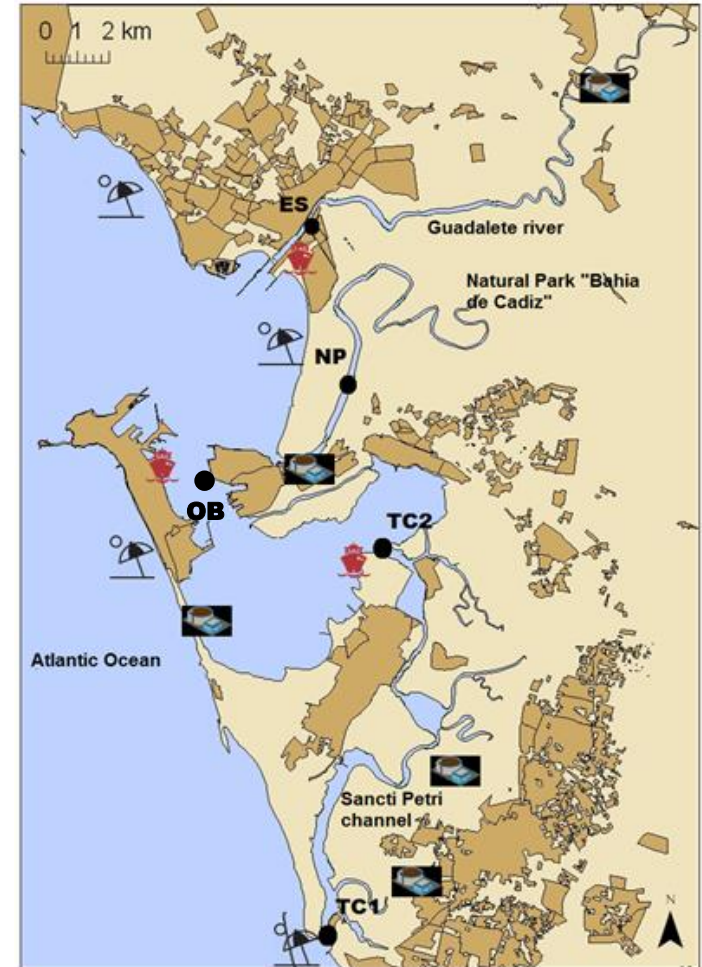 0 1 2 km
ES
Guadalete river
Natural Park "Bahia
de Cadiz"
NP
OB
TC2
Atlantic Ocean
Sancti Petri
channel
TC1
N